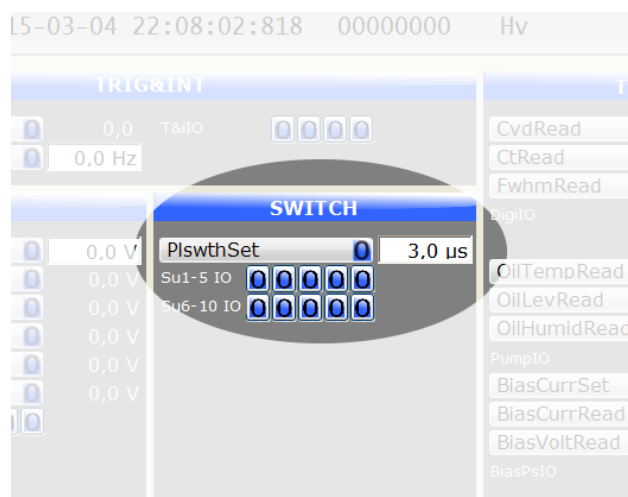 15-03-04 22:08:02:818 00000000 Hv
TRIG&INT
0 0,0 T&iIO 0 0 0 0
0 0,0 Hz
CvdRead
CtRead
FwhmRead
DigiIO
SWITCH
PlswthSet 0 3,0 µs
Su1-5 IO 0 0 0 0 0
Su6-10 IO 0 0 0 0 0
0 0,0 V
0 0,0 V
0 0,0 V
0 0,0 V
0 0,0 V
0 0,0 V
0
OilTempRead
OilLevRead
OilHumidRead
PumpIO
BiasCurrSet
BiasCurrRead
BiasVoltRead
BiasPsIO